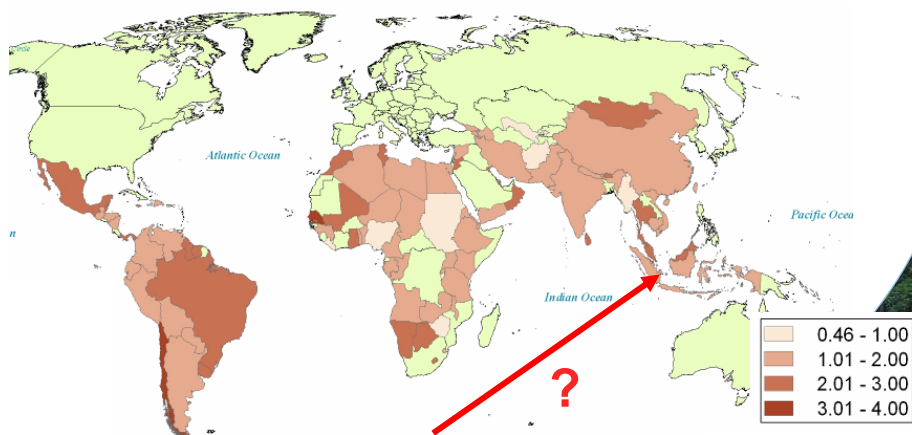 Atlantic Ocean
Pacific Ocea
n
Indian Ocean
?
0.46 - 1.00
1.01 - 2.00
2.01 - 3.00
3.01 - 4.00